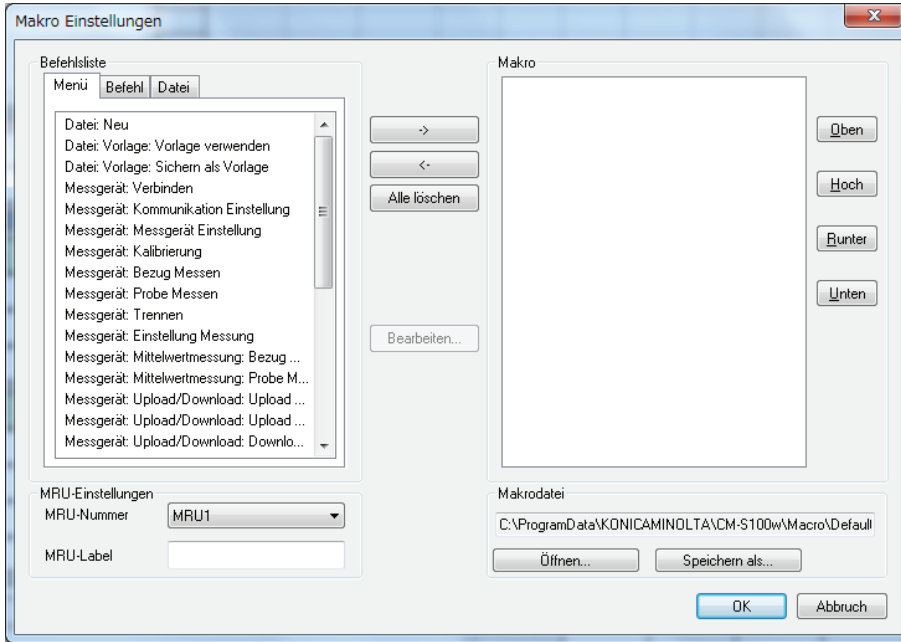 Makro Einstellungen
Befehlsliste
Menü Befehl Datei
Datei: Neu
Datei: Vorlage: Vorlage verwenden
Datei: Vorlage: Sichern als Vorlage
Messgerät: Verbinden
Messgerät: Kommunikation Einstellung
Messgerät: Messgerät Einstellung
Messgerät: Kalibrierung
Messgerät: Bezug Messen
Messgerät: Probe Messen
Messgerät: Trennen
Messgerät: Einstellung Messung
Messgerät: Mittelwertmessung: Bezug ...
Messgerät: Mittelwertmessung: Probe M...
Messgerät: Upload/Download: Upload ...
Messgerät: Upload/Download: Upload ...
Messgerät: Upload/Download: Downlo...
->
<-
Alle löschen
Bearbeiten...
Makro
Oben
Hoch
Runter
Unten
MRU-Einstellungen
MRU-Nummer MRU1
MRU-Label
Makrodatei
C:\ProgramData\KONICAMINOLTA\CM-S100w\Macro\Default
Öffnen... Speichern als...
OK Abbruch